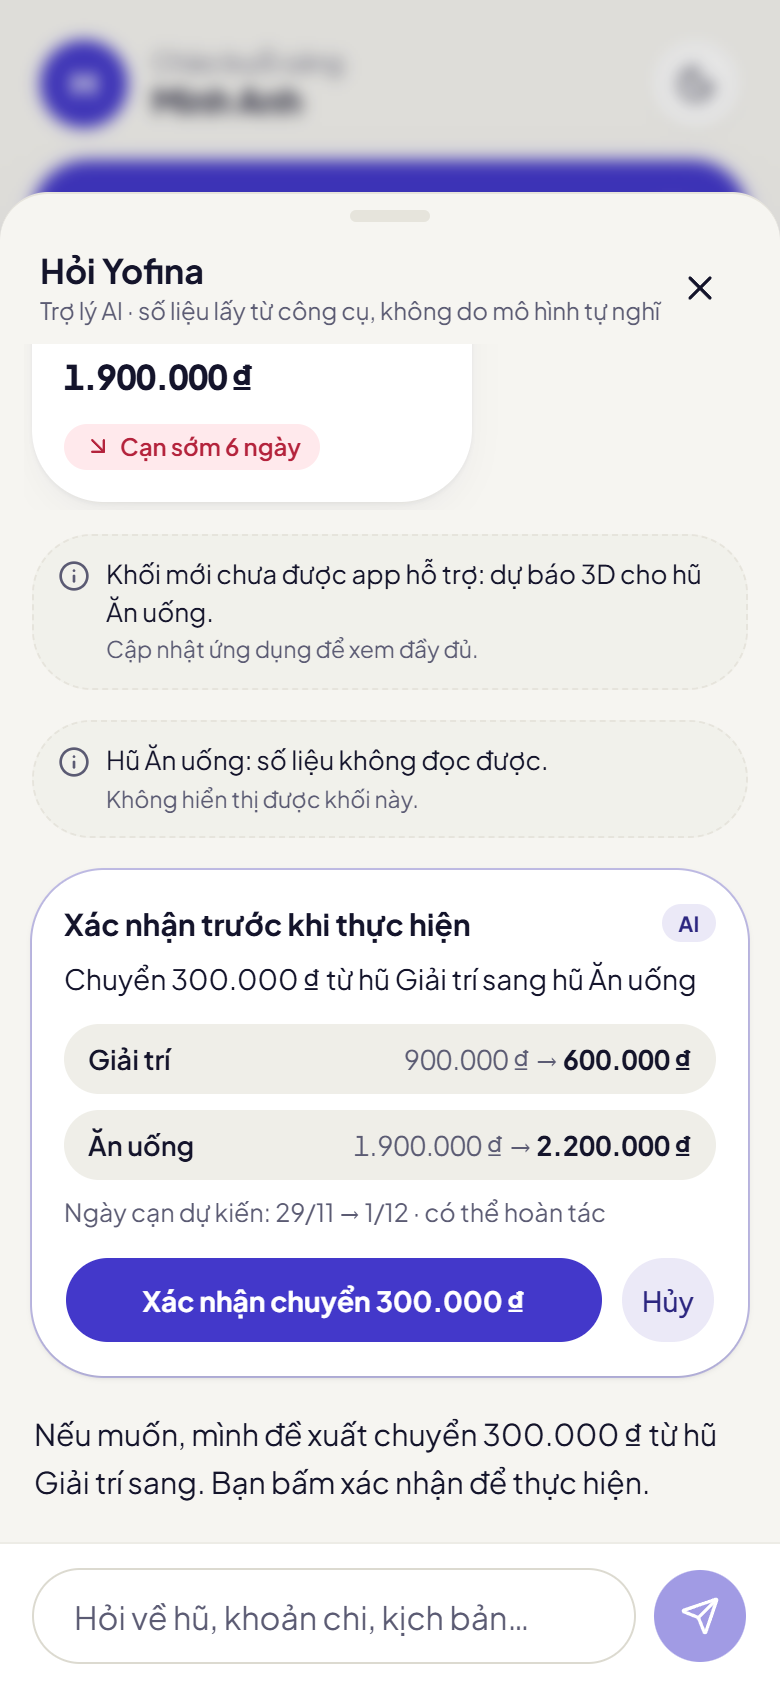 Minh Anh
Hỏi Yofina
Trợ lý AI · số liệu lấy từ công cụ, không do mô hình tự nghĩ
1.900.000 ₫
Cạn sớm 6 ngày
Khối mới chưa được app hỗ trợ: dự báo 3D cho hũ
Ăn uống.
Cập nhật ứng dụng để xem đầy đủ.
Hũ Ăn uống: số liệu không đọc được.
Không hiển thị được khối này.
Xác nhận trước khi thực hiện
AI
Chuyển 300.000 ₫ từ hũ Giải trí sang hũ Ăn uống
Giải trí 900.000 ₫ → 600.000 ₫
Ăn uống 1.900.000 ₫ → 2.200.000 ₫
Ngày cạn dự kiến: 29/11 → 1/12 · có thể hoàn tác
Xác nhận chuyển 300.000 ₫
Hủy
Nếu muốn, mình đề xuất chuyển 300.000 ₫ từ hũ
Giải trí sang. Bạn bấm xác nhận để thực hiện.
Hỏi về hũ, khoản chi, kịch bản...